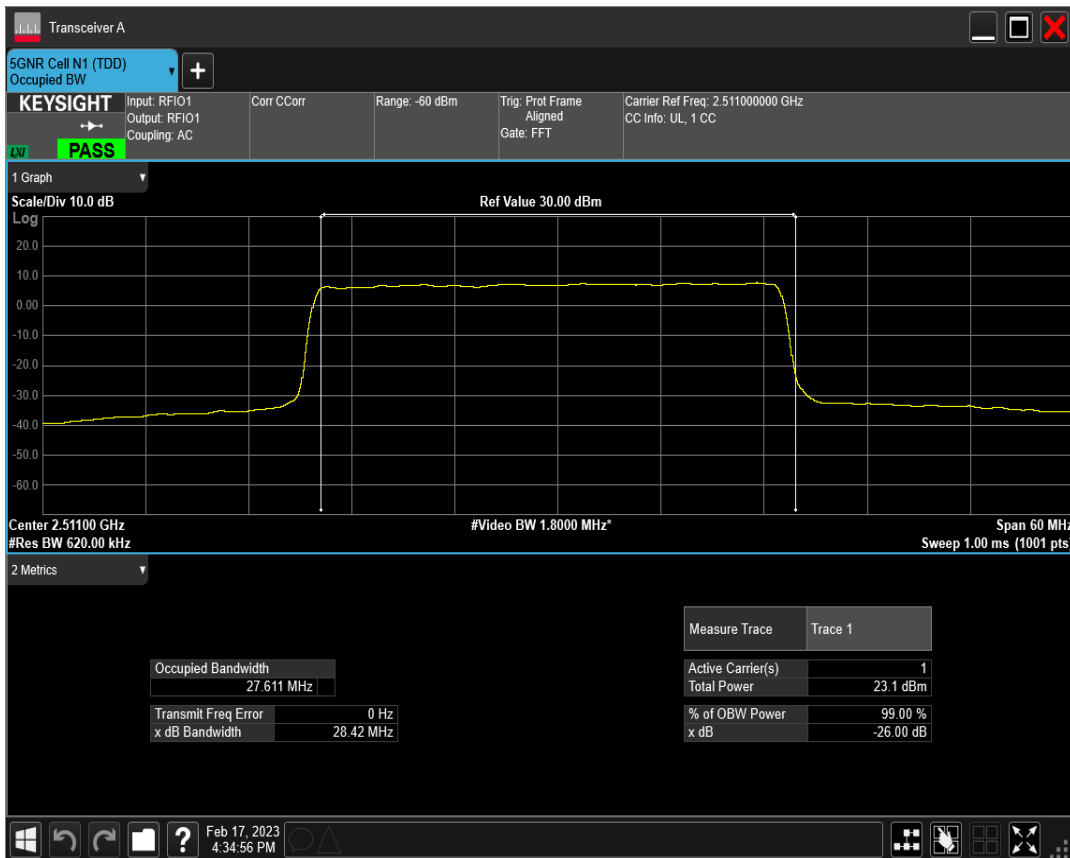 Transceiver A
5GNR Cell N1 (TDD)
Occupied BW
+
KEYSIGHT
LXI
PASS
Input: RFIO1
Output: RFIO1
Coupling: AC
Corr CCorr
Range: -60 dBm
Trig: Prot Frame
Aligned
Gate: FFT
Carrier Ref Freq: 2.511000000 GHz
CC Info: UL, 1 CC
1 Graph
Scale/Div 10.0 dB
Ref Value 30.00 dBm
Log
20.0
10.0
0.00
-10.0
-20.0
-30.0
-40.0
-50.0
-60.0
Center 2.51100 GHz
#Video BW 1.8000 MHz*
Span 60 MHz
#Res BW 620.00 kHz
Sweep 1.00 ms (1001 pts)
2 Metrics
Measure Trace Trace 1
Occupied Bandwidth
27.611 MHz
Active Carrier(s) 1
Total Power 23.1 dBm
Transmit Freq Error 0 Hz
x dB Bandwidth 28.42 MHz
% of OBW Power 99.00 %
x dB -26.00 dB
?
Feb 17, 2023
4:34:56 PM